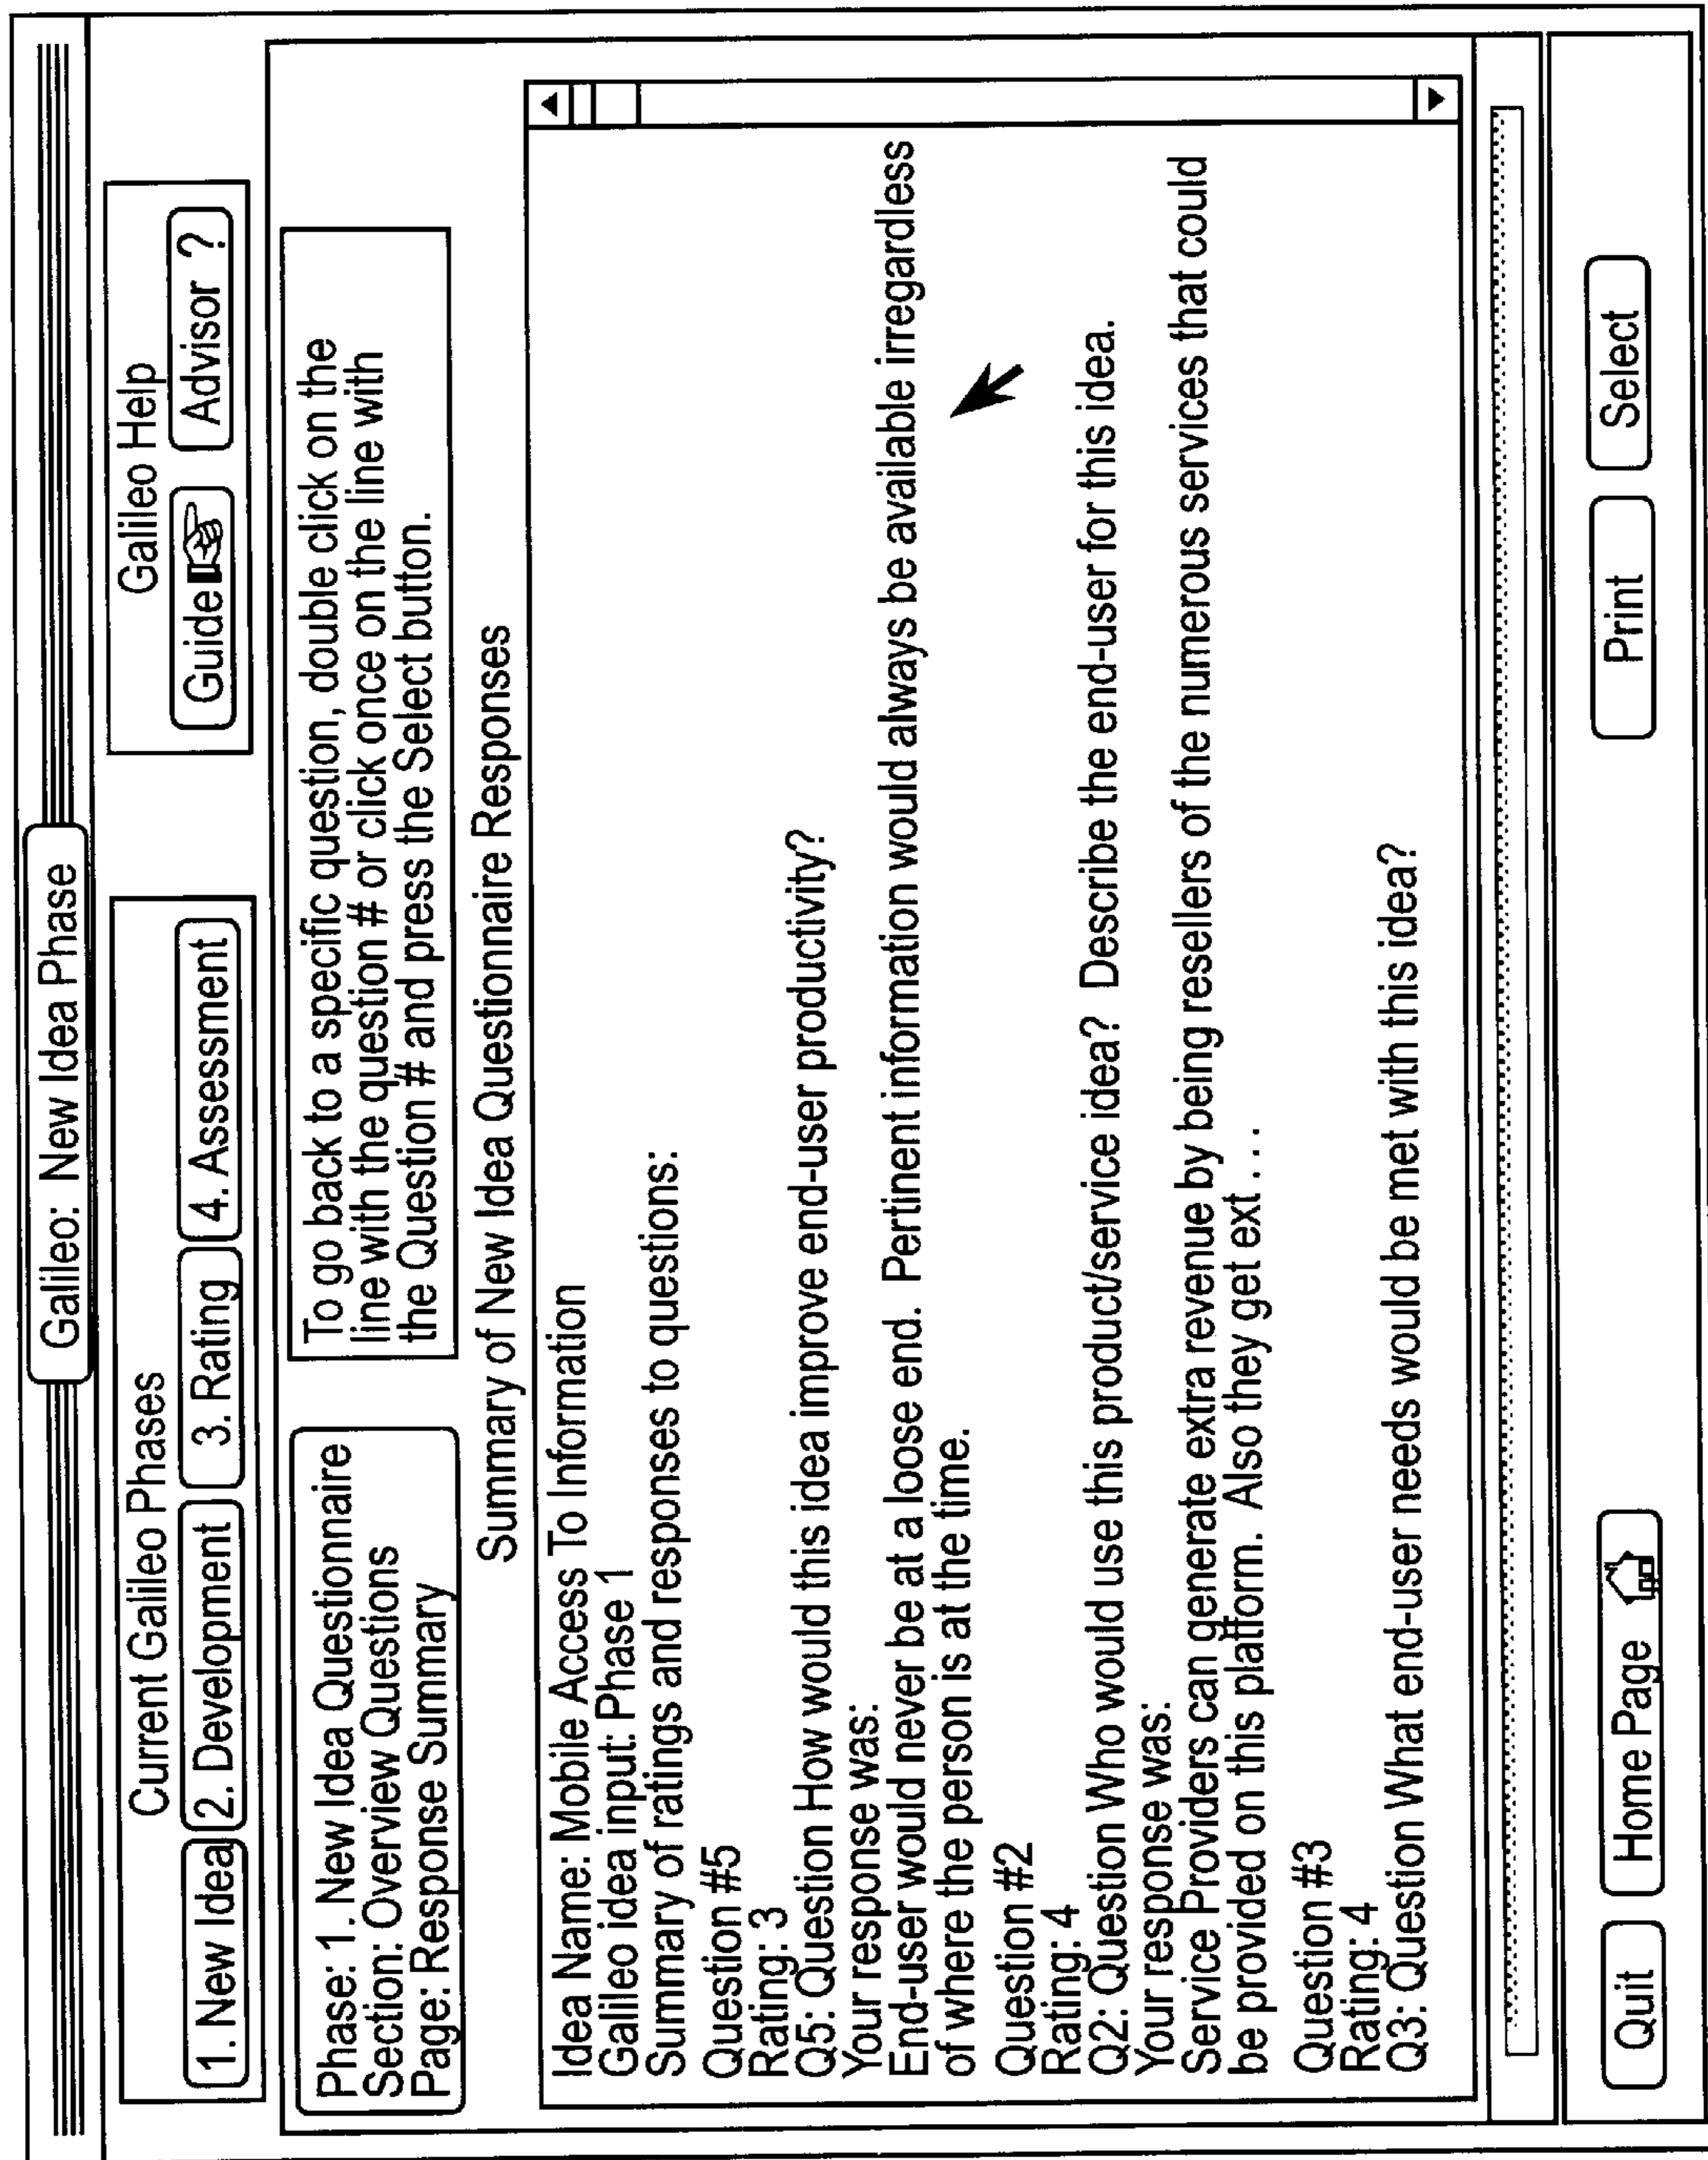 Galileo: New Idea Phase
Current Galileo Phases
1. New Idea
2. Development
3. Rating
4. Assessment
Galileo Help
Guide
Advisor ?
Phase: 1. New Idea Questionnaire
Section: Overview Questions
Page: Response Summary
To go back to a specific question, double click on the
line with the question # or click once on the line with
the Question # and press the Select button.
Summary of New Idea Questionnaire Responses
Idea Name: Mobile Access To Information
Galileo idea input: Phase 1
Summary of ratings and responses to questions:
Question #5
Rating: 3
Q5: Question How would this idea improve end-user productivity?
Your response was:
End-user would never be at a loose end. Pertinent information would always be available irregardless
of where the person is at the time.
Question #2
Rating: 4
Q2: Question Who would use this product/service idea? Describe the end-user for this idea.
Your response was:
Service Providers can generate extra revenue by being resellers of the numerous services that could
be provided on this platform. Also they get ext . . .
Question #3
Rating: 4
Q3: Question What end-user needs would be met with this idea?
Quit
Home Page
Print
Select